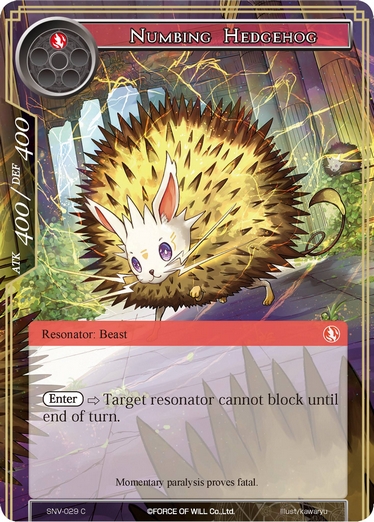 Numbing Hedgehog
ATK 400 / DEF 400
Resonator: Beast
Enter ⇨ Target resonator cannot block until
end of turn.
Momentary paralysis proves fatal.
SNV-029 C ©FORCE OF WILL Co.,Ltd. Illust/kawaryu